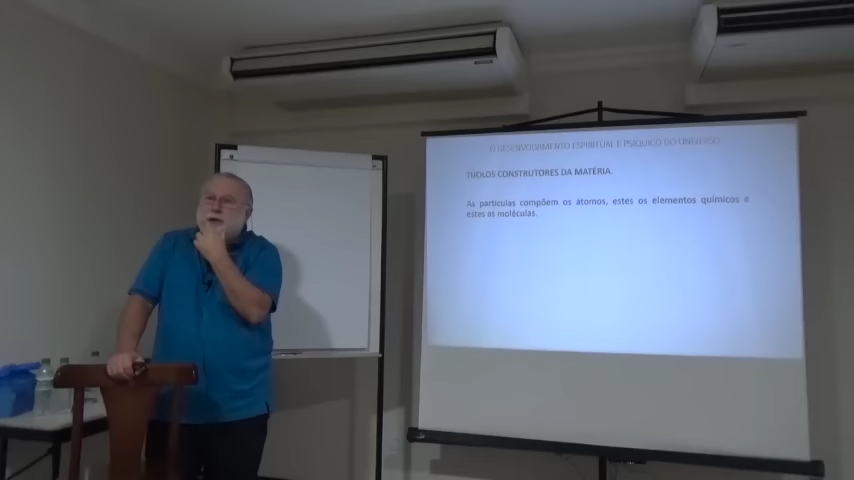 O DESENVOLVIMENTO ESPIRITUAL E PSÍQUICO DO UNIVERSO
TIJOLOS CONSTRUTORES DA MATÉRIA.
As partículas compõem os átomos, estes os elementos químicos e
estes as moléculas.